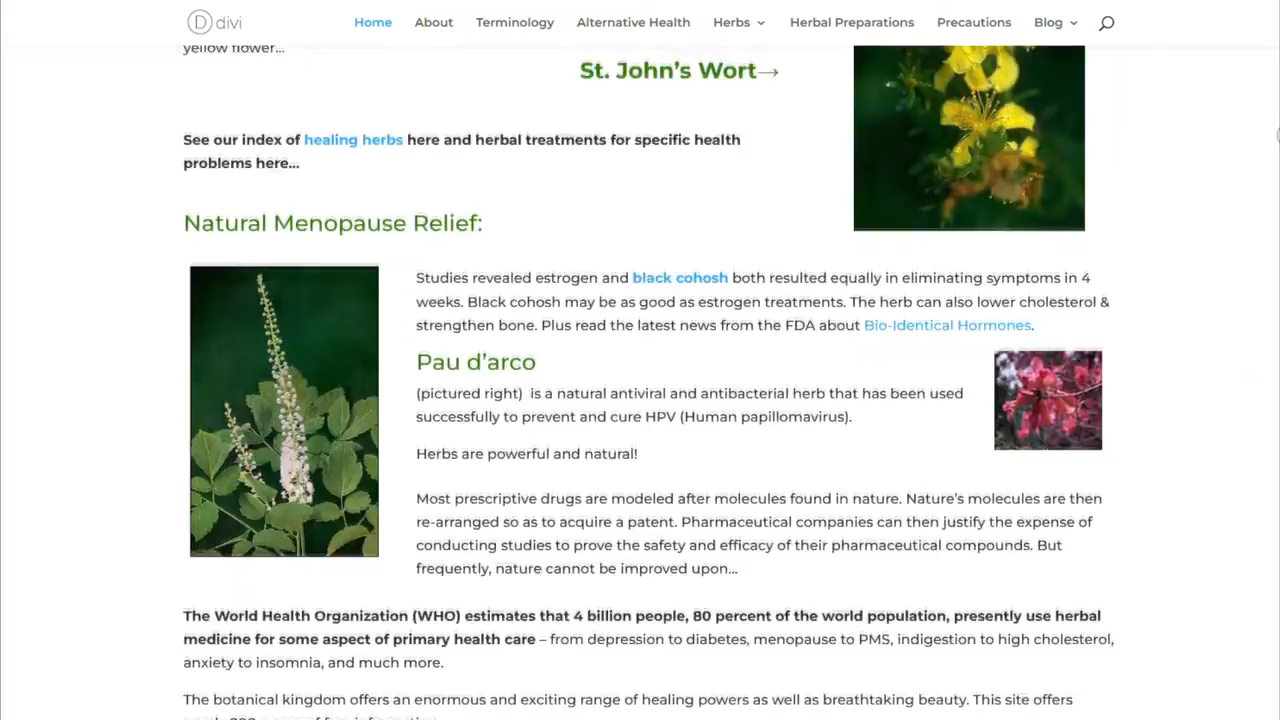 divi
Home About Terminology Alternative Health Herbs Herbal Preparations Precautions Blog
yellow flower...
St. John's Wort→
See our index of healing herbs here and herbal treatments for specific health
problems here...
Natural Menopause Relief:
Studies revealed estrogen and black cohosh both resulted equally in eliminating symptoms in 4
weeks. Black cohosh may be as good as estrogen treatments. The herb can also lower cholesterol &
strengthen bone. Plus read the latest news from the FDA about Bio-Identical Hormones.
Pau d'arco
(pictured right) is a natural antiviral and antibacterial herb that has been used
successfully to prevent and cure HPV (Human papillomavirus).
Herbs are powerful and natural!
Most prescriptive drugs are modeled after molecules found in nature. Nature's molecules are then
re-arranged so as to acquire a patent. Pharmaceutical companies can then justify the expense of
conducting studies to prove the safety and efficacy of their pharmaceutical compounds. But
frequently, nature cannot be improved upon...
The World Health Organization (WHO) estimates that 4 billion people, 80 percent of the world population, presently use herbal
medicine for some aspect of primary health care – from depression to diabetes, menopause to PMS, indigestion to high cholesterol,
anxiety to insomnia, and much more.
The botanical kingdom offers an enormous and exciting range of healing powers as well as breathtaking beauty. This site offers